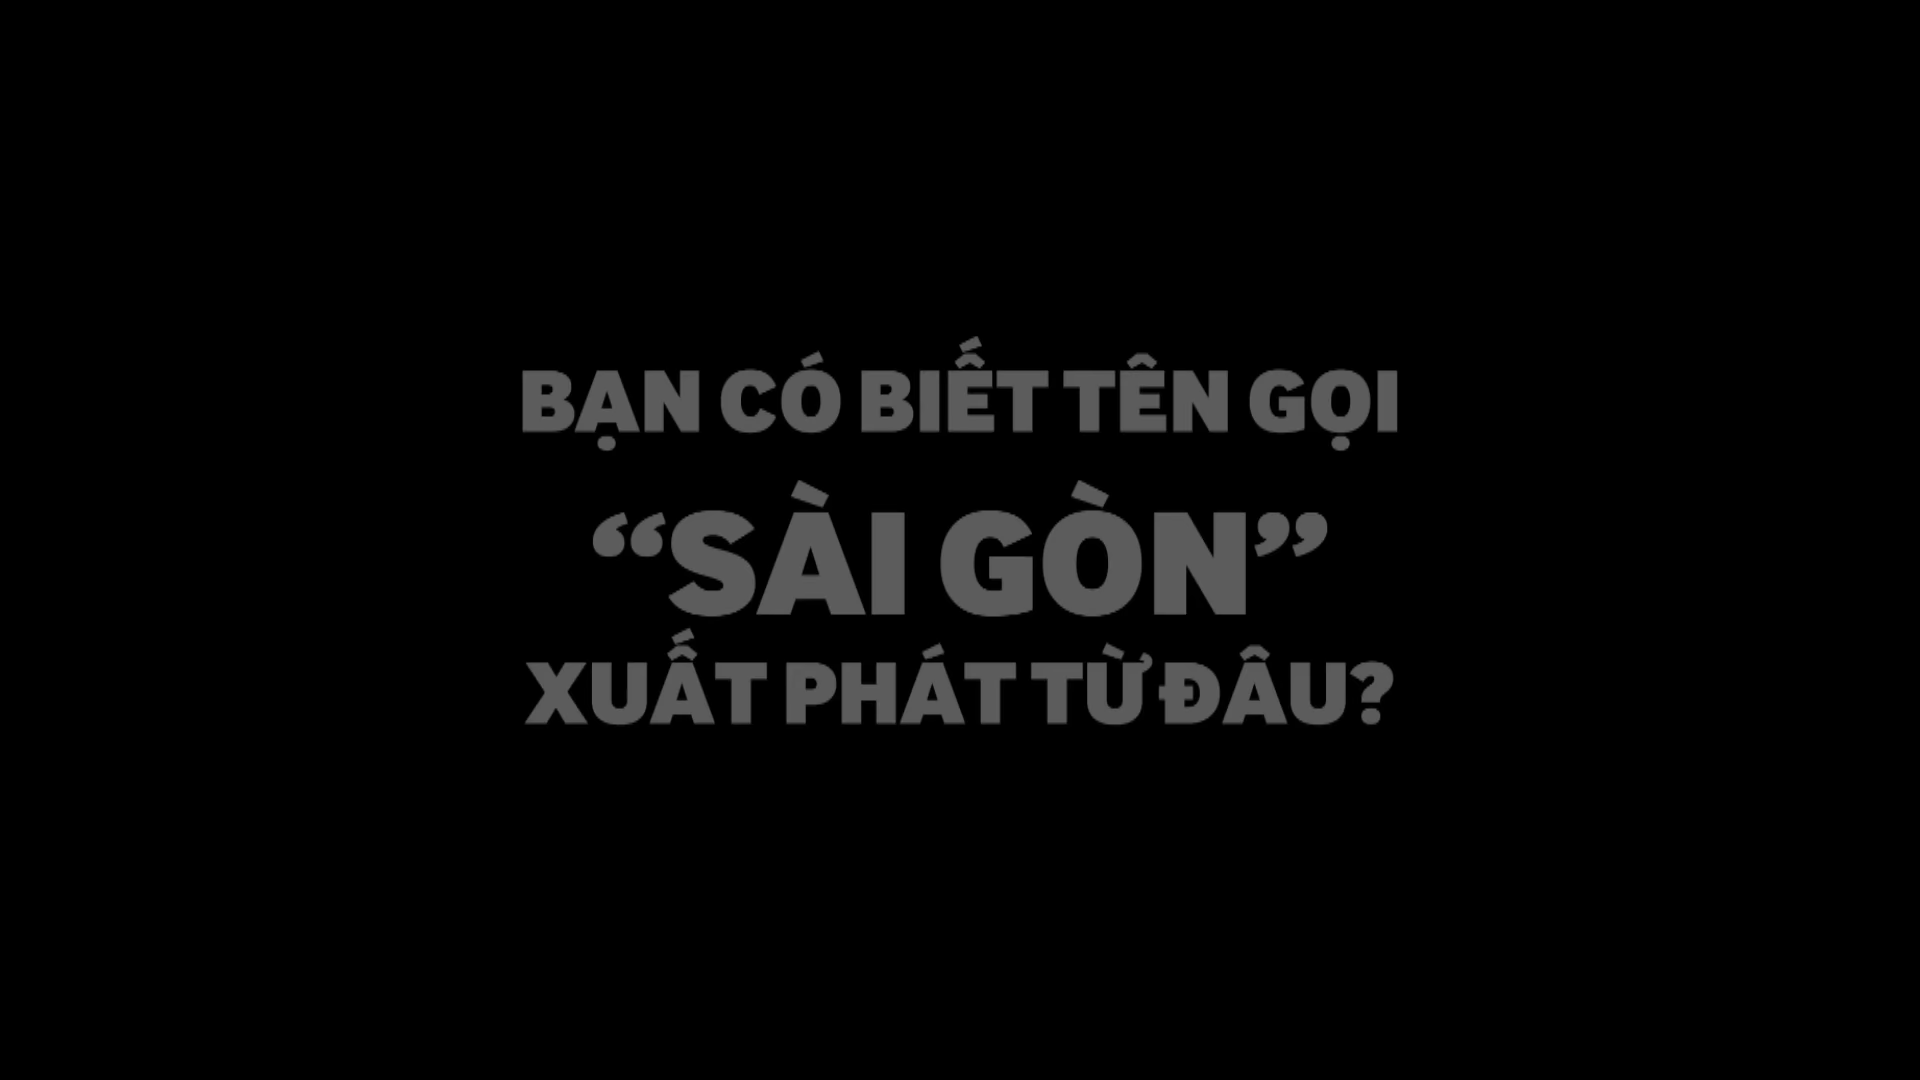 BẠN CÓ BIẾT TÊN GỌI
“SÀI GÒN”
XUẤT PHÁT TỪ ĐÂU?